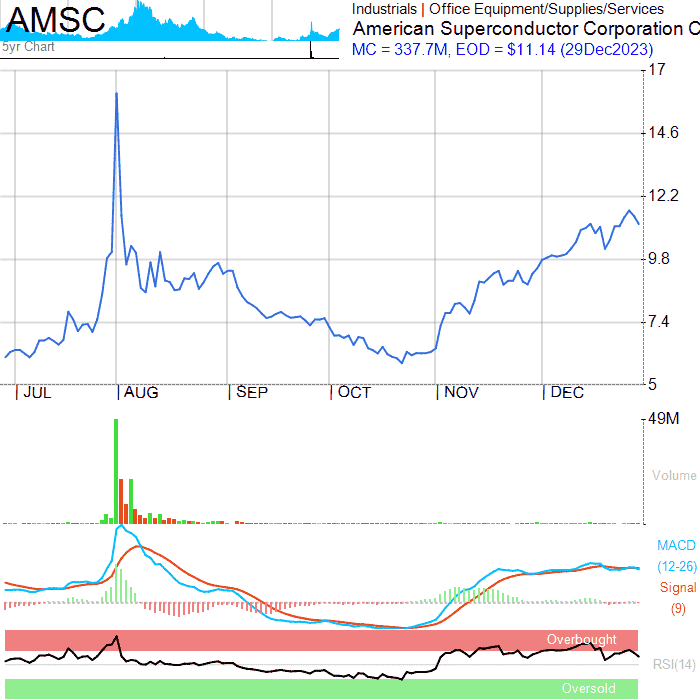 AMSC
5yr Chart
Industrials | Office Equipment/Supplies/Services
American Superconductor Corporation C
MC = 337.7M, EOD = $11.14 (29Dec2023)
17
14.6
12.2
9.8
7.4
5
|JUL |AUG |SEP |OCT |NOV |DEC
49M
Volume
MACD
(12-26)
Signal
(9)
Overbought
RSI(14)
Oversold